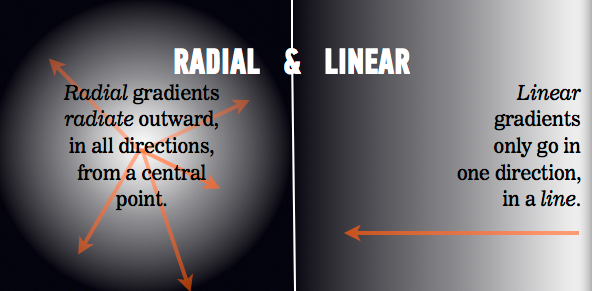 RADIAL & LINEAR
Radial gradients
radiate outward,
in all directions,
from a central
point.
Linear
gradients
only go in
one direction,
in a line.